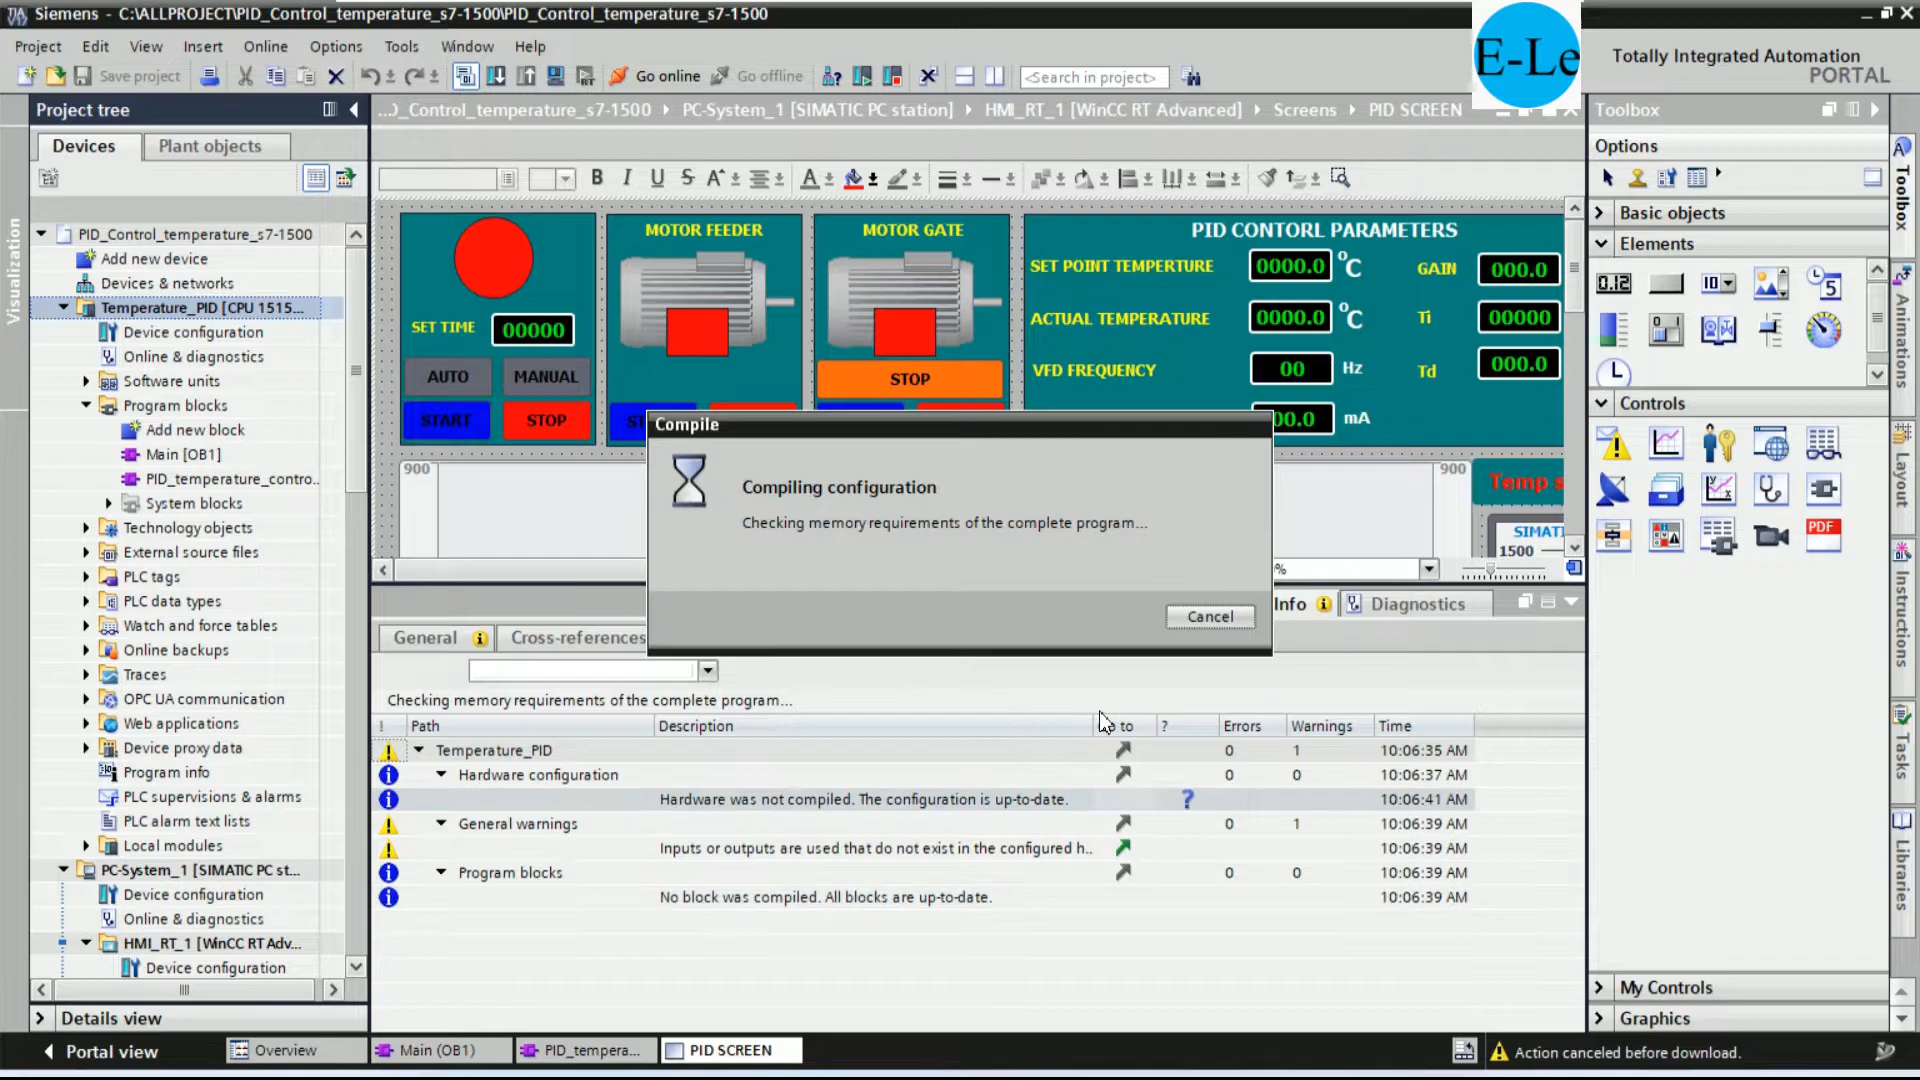 Siemens - C:\ALLPROJECT\PID_Control_temperature_s7-1500\PID_Control_temperature_s7-1500
E-Le
Project Edit View Insert Online Options Tools Window Help
Totally Integrated Automation
PORTAL
Save project
Go online
Go offline
<Search in project>
Project tree
..._Control_temperature_s7-1500 PC-System_1 [SIMATIC PC station] HMI_RT_1 [WinCC RT Advanced] Screens PID SCREEN
Toolbox
Devices
Plant objects
Options
Basic objects
Elements
Controls
My Controls
Graphics
Visualization
Toolbox
Animations
Layout
Instructions
Tasks
Libraries
PID_Control_temperature_s7-1500
Add new device
Devices & networks
Temperature_PID [CPU 1515...
Device configuration
Online & diagnostics
Software units
Program blocks
Add new block
Main [OB1]
PID_temperature_contro..
System blocks
Technology objects
External source files
PLC tags
PLC data types
Watch and force tables
Online backups
Traces
OPC UA communication
Web applications
Device proxy data
Program info
PLC supervisions & alarms
PLC alarm text lists
Local modules
PC-System_1 [SIMATIC PC st...
Device configuration
Online & diagnostics
HMI_RT_1 [WinCC RT Adv...
Device configuration
Details view
SET TIME 00000
AUTO MANUAL
START STOP
MOTOR FEEDER
MOTOR GATE
STOP
PID CONTORL PARAMETERS
SET POINT TEMPERTURE 0000.0 °C GAIN 000.0
ACTUAL TEMPERATURE 0000.0 °C Ti 00000
VFD FREQUENCY 00 Hz Td 000.0
00.0 mA
900
900
Temp s
SIMATI
1500
PDF
Compile
Compiling configuration
Checking memory requirements of the complete program...
Cancel
Info
Diagnostics
General
Cross-references
Checking memory requirements of the complete program...
! Path Description to ? Errors Warnings Time
Temperature_PID 0 1 10:06:35 AM
Hardware configuration 0 0 10:06:37 AM
Hardware was not compiled. The configuration is up-to-date. ? 10:06:41 AM
General warnings 0 1 10:06:39 AM
Inputs or outputs are used that do not exist in the configured h.. 10:06:39 AM
Program blocks 0 0 10:06:39 AM
No block was compiled. All blocks are up-to-date. 10:06:39 AM
Portal view
Overview
Main (OB1)
PID_tempera...
PID SCREEN
Action canceled before download.